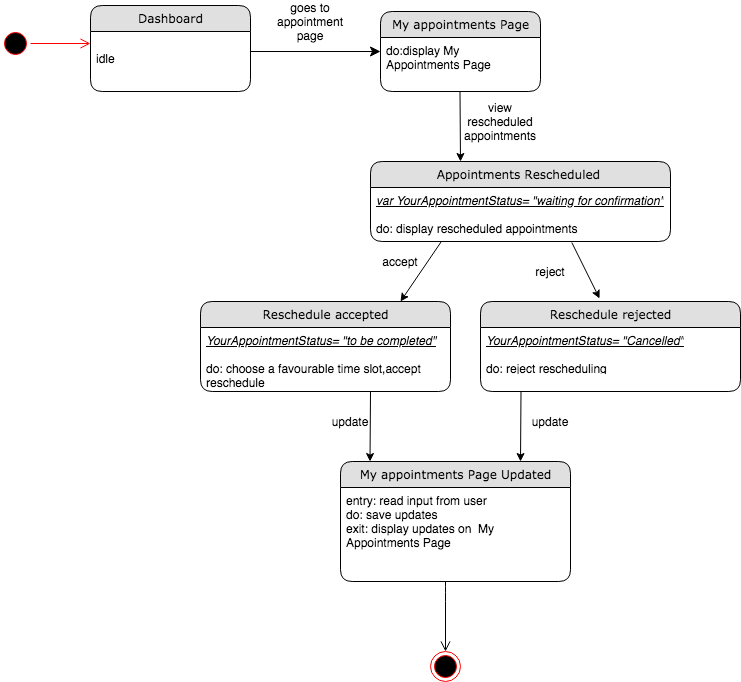 Dashboard
idle
goes to
appointment
page
My appointments Page
do:display My
Appointments Page
view
rescheduled
appointments
Appointments Rescheduled
var YourAppointmentStatus= "waiting for confirmation"
do: display rescheduled appointments
accept
reject
Reschedule accepted
YourAppointmentStatus= "to be completed"
do: choose a favourable time slot,accept
reschedule
Reschedule rejected
YourAppointmentStatus= "Cancelled"
do: reject rescheduling
update
update
My appointments Page Updated
entry: read input from user
do: save updates
exit: display updates on  My
Appointments Page